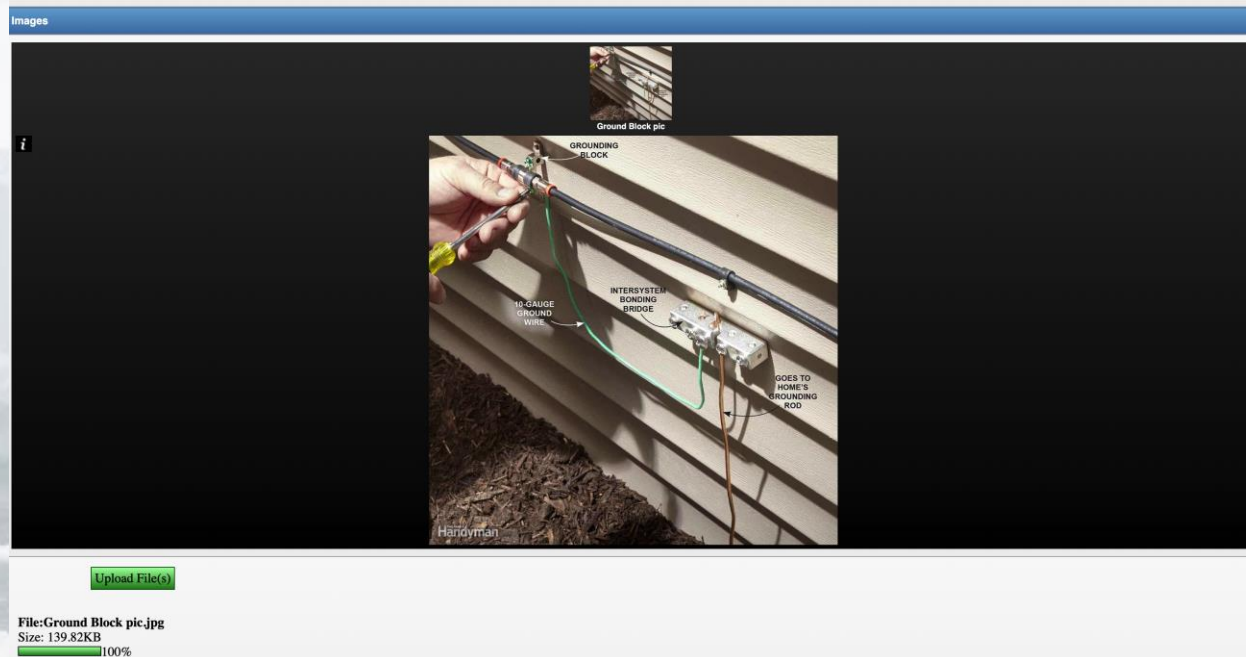 Images
Ground Block pic
i
GROUNDING
BLOCK
10-GAUGE
GROUND
WIRE
INTERSYSTEM
BONDING
BRIDGE
GOES TO
HOME'S
GROUNDING
ROD
Handyman
Upload File(s)
File:Ground Block pic.jpg
Size: 139.82KB
100%